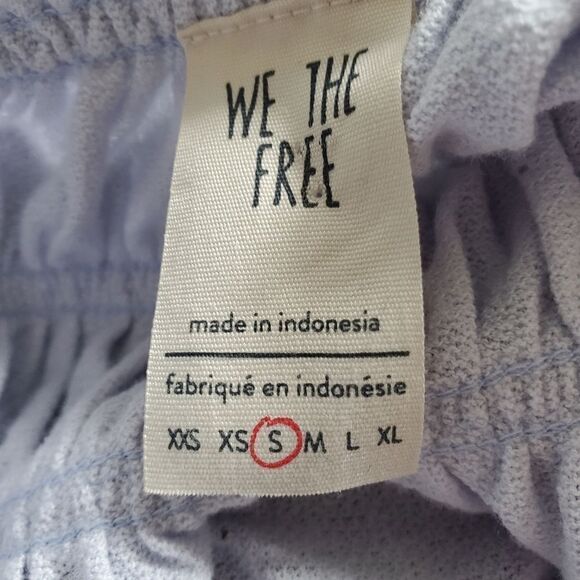 WE THE
FREE
made in indonesia
fabriqué en indonésie
XXS XS S M L XL